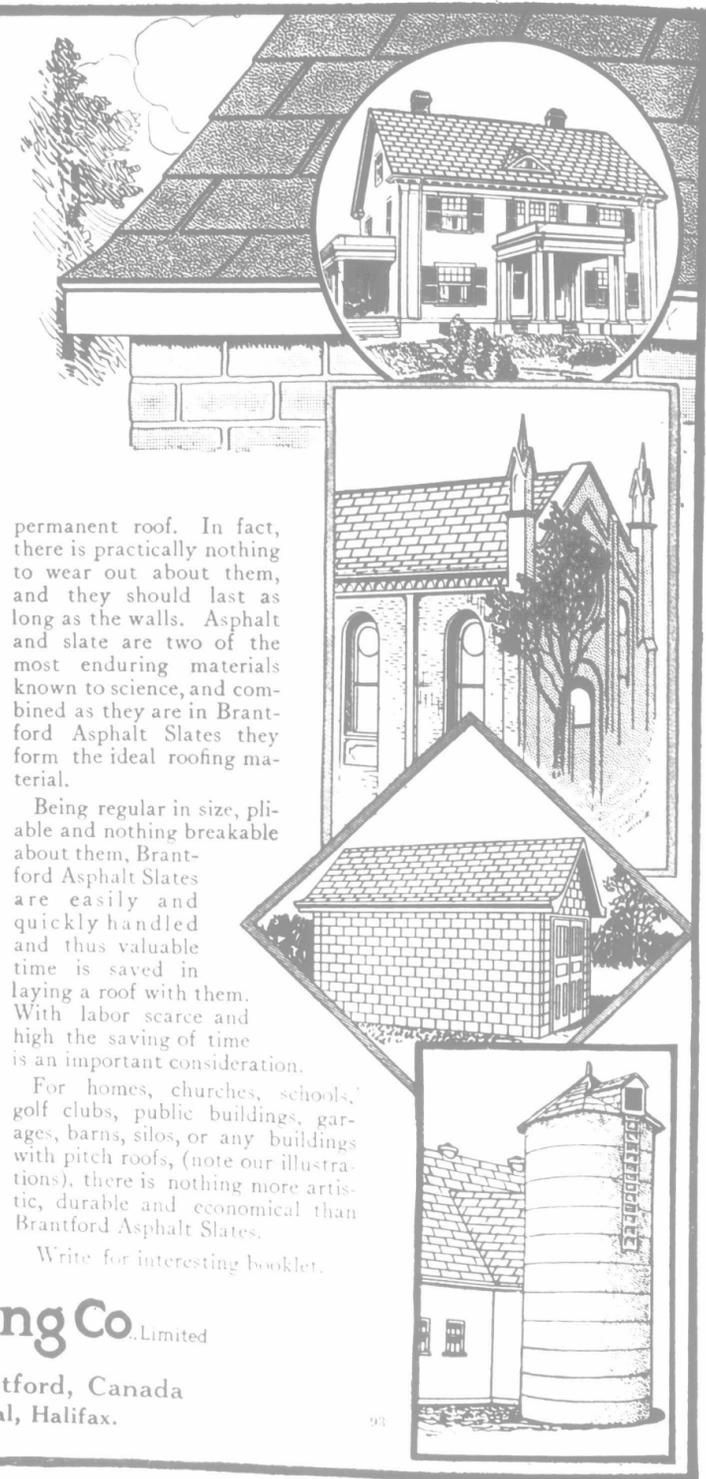 permanent roof. In fact,
there is practically nothing
to wear out about them,
and they should last as
long as the walls. Asphalt
and slate are two of the
most enduring materials
known to science, and com-
bined as they are in Brant-
ford Asphalt Slates they
form the ideal roofing ma-
terial.
Being regular in size, pli-
able and nothing breakable
about them, Brant-
ford Asphalt Slates
are easily and
quickly handled
and thus valuable
time is saved in
laying a roof with them.
With labor scarce and
high the saving of time
is an important consideration.
For homes, churches, schools,
golf clubs, public buildings, gar-
ages, barns, silos, or any buildings
with pitch roofs, (note our illustra-
tions), there is nothing more artis-
tic, durable and economical than
Brantford Asphalt Slates.
Write for interesting booklet.
ng Co., Limited
tford, Canada
al, Halifax.
93